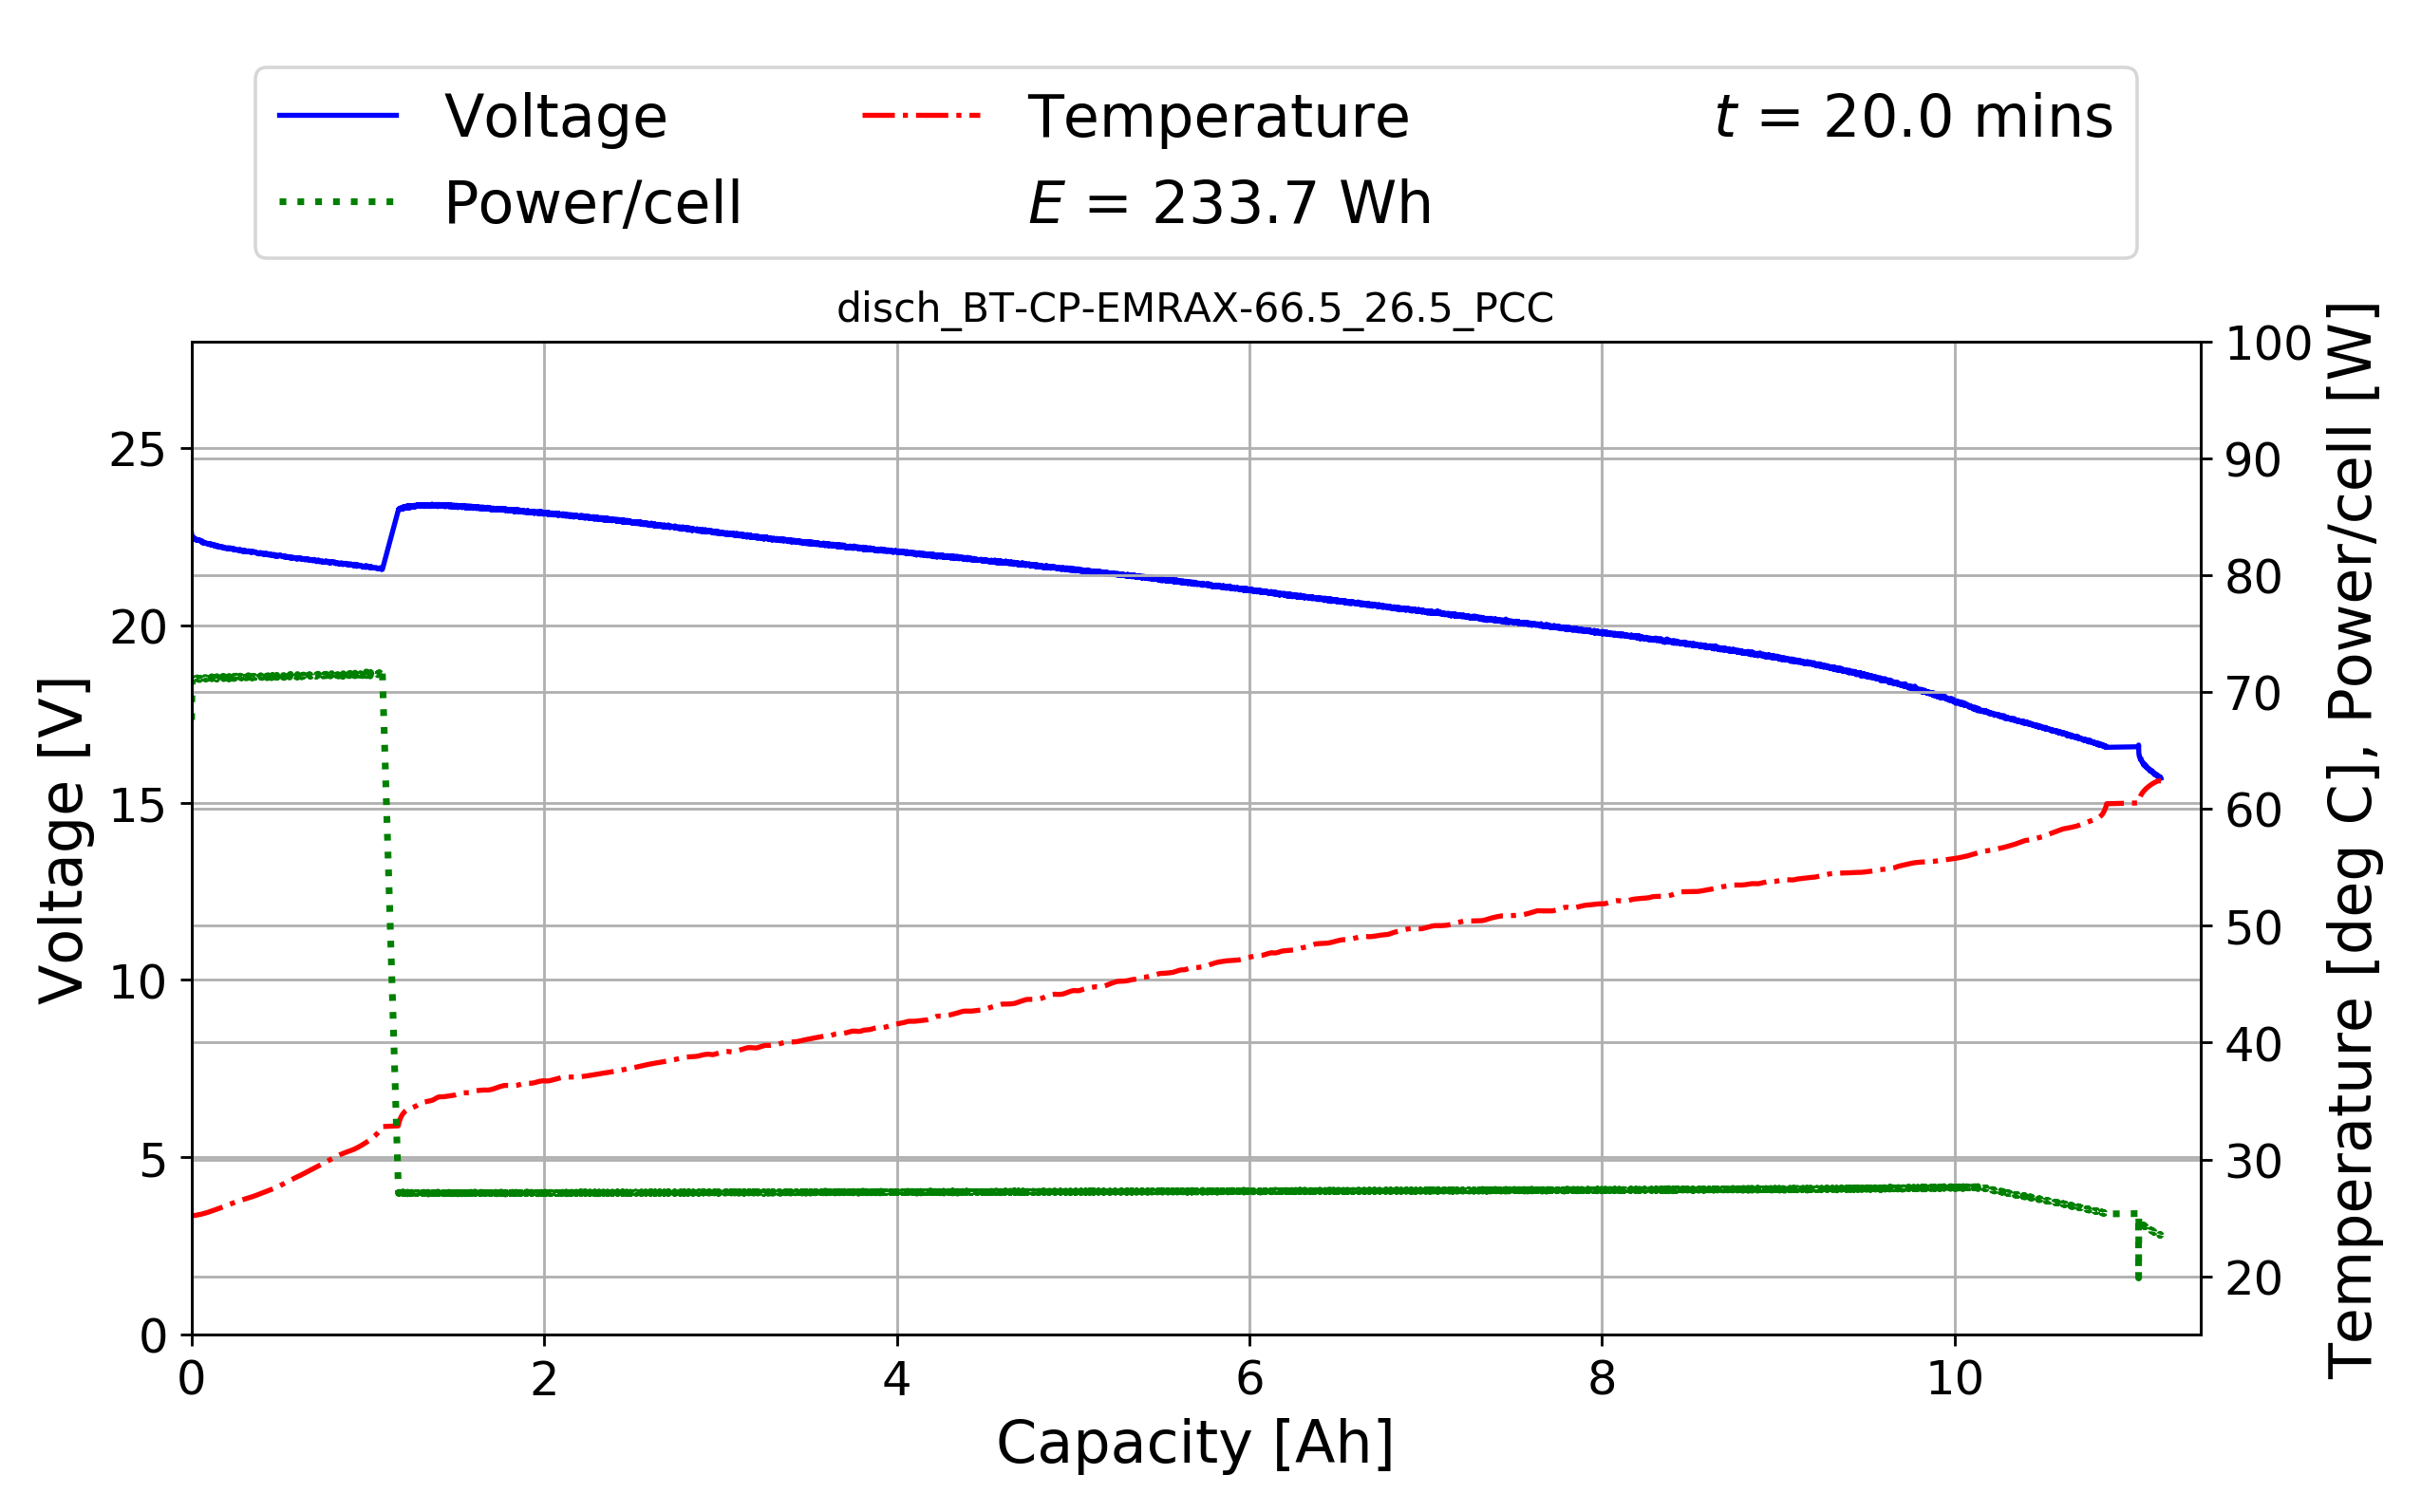 Voltage
Temperature
t = 20.0 mins
Power/cell
E = 233.7 Wh
disch_BT-CP-EMRAX-66.5_26.5_PCC
Voltage [V]
25
20
15
10
5
0
100
90
80
70
60
50
40
30
20
Temperature [deg C], Power/cell [W]
0 2 4 6 8 10
Capacity [Ah]